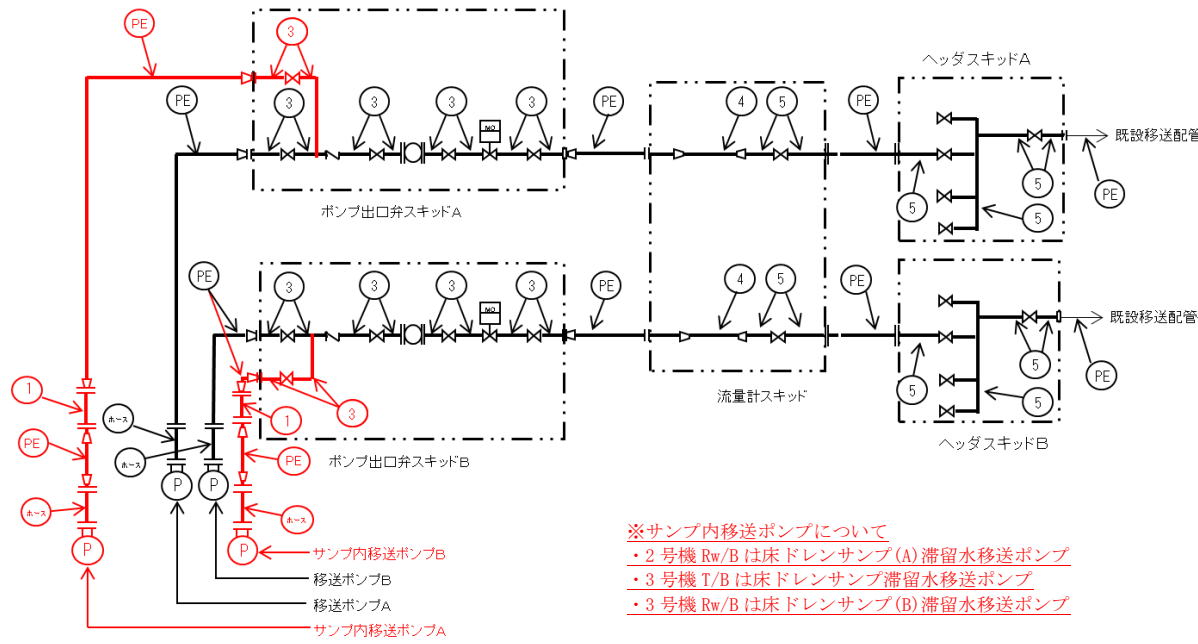 PE
3
ヘッダスキッドA
PE
3
3
3
3
PE
4
5
PE
MO
既設移送配管
5
5
PE
5
ポンプ出口弁スキッドA
PE
3
3
3
3
PE
4
5
PE
MO
既設移送配管
5
5
PE
5
1
3
流量計スキッド
ヘッダスキッドB
1
ホース
PE
ホース
PE
ポンプ出口弁スキッドB
P
P
ホース
ホース
P
P
サンプ内移送ポンプB
移送ポンプB
移送ポンプA
サンプ内移送ポンプA
※サンプ内移送ポンプについて
・2号機 Rw/B は床ドレンサンプ(A)滞留水移送ポンプ
・3号機 T/B は床ドレンサンプ滞留水移送ポンプ
・3号機 Rw/B は床ドレンサンプ(B)滞留水移送ポンプ